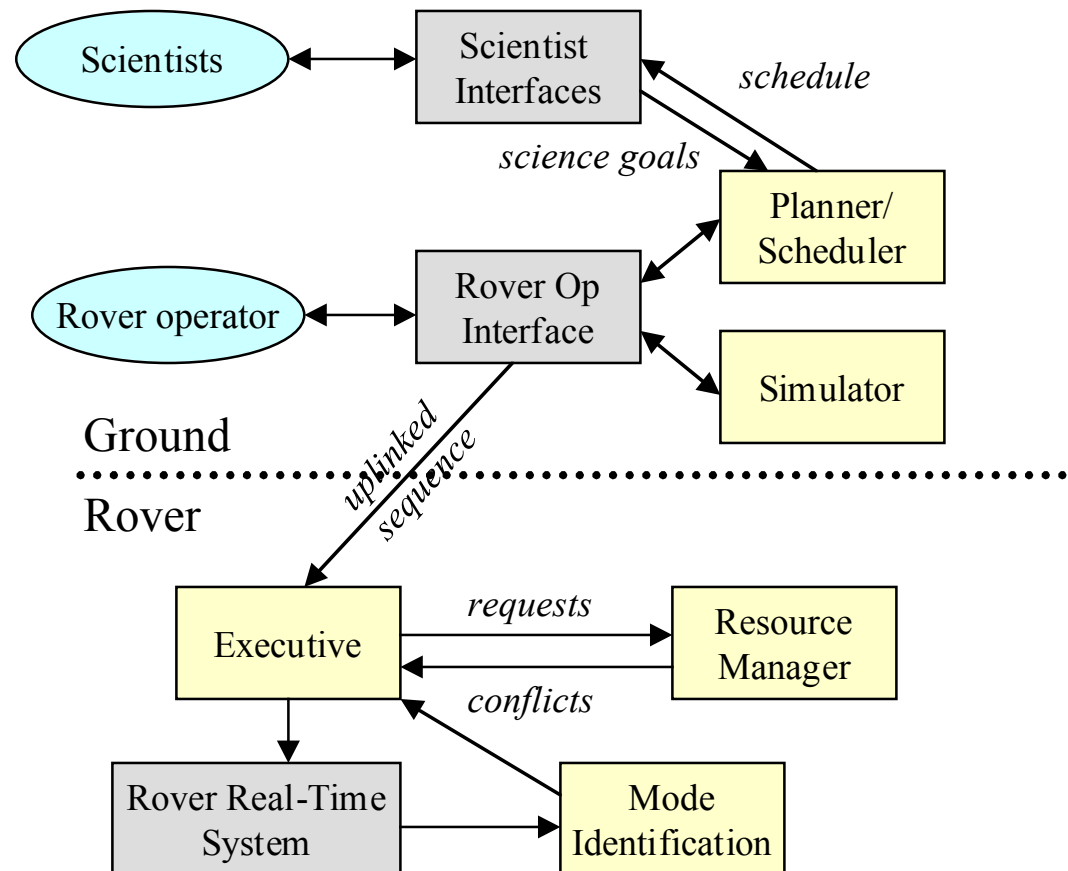 Scientists
Scientist
Interfaces
schedule
science goals
Planner/
Scheduler
Rover Op
Interface
Rover operator
Simulator
Ground
uplinked
sequence
Rover
Executive
requests
Resource
Manager
conflicts
Rover Real-Time
System
Mode
Identification